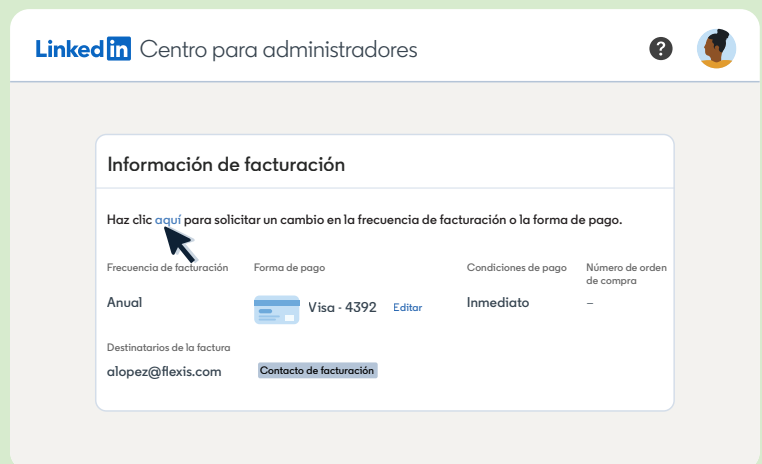 LinkedIn Centro para administradores
?
Información de facturación
Haz clic aquí para solicitar un cambio en la frecuencia de facturación o la forma de pago.
Frecuencia de facturación
Forma de pago
Condiciones de pago
Número de orden
de compra
Anual
Visa - 4392
Editar
Inmediato
–
Destinatarios de la factura
alopez@flexis.com
Contacto de facturación